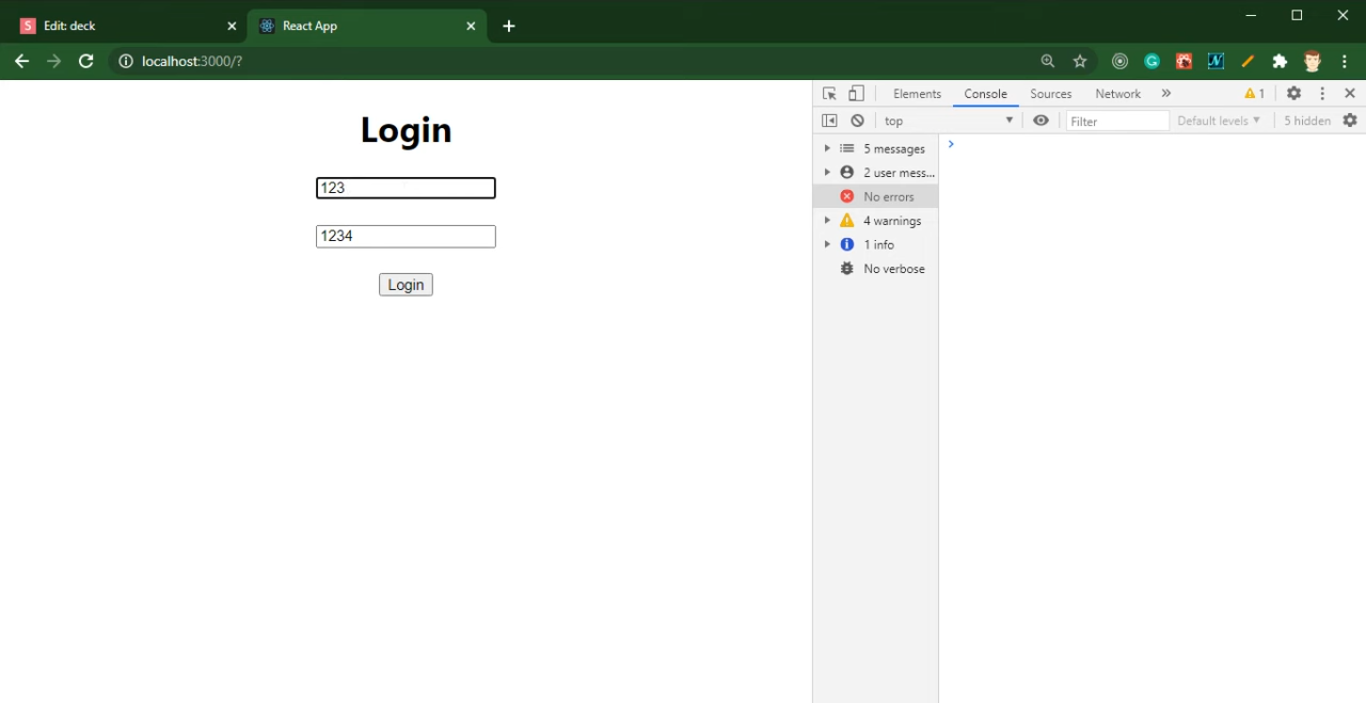 S Edit: deck
React App
localhost:3000/?
Login
123
1234
Login
Elements Console Sources Network » 1
top Filter Default levels 5 hidden
5 messages
2 user mess...
No errors
4 warnings
1 info
No verbose